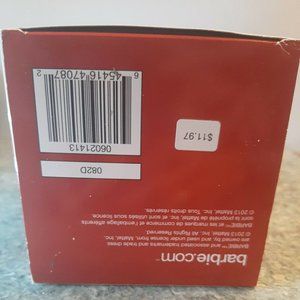 barbie.com
BARBIE and associated trademarks and trade dress
are owned by, and used under license from, Mattel, Inc.
© 2013 Mattel, Inc. All Rights Reserved.
BARBIE™ et les marques de commerce et l'emballage afférents
sont propriété de Mattel, Inc. et sont utilisés sous licence.
© 2013 Mattel, Inc. Tous droits réservés.
082D
06021413
6 45416 47087 2
$11.97